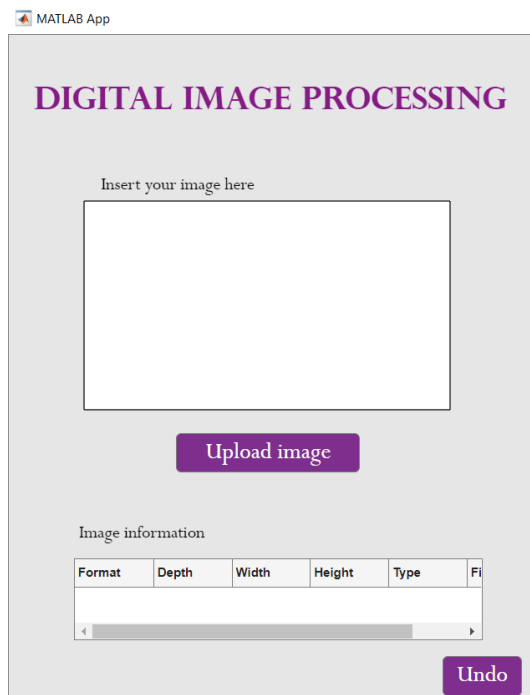 MATLAB App
DIGITAL IMAGE PROCESSING
Insert your image here
Upload image
Image information
Format Depth Width Height Type
Undo